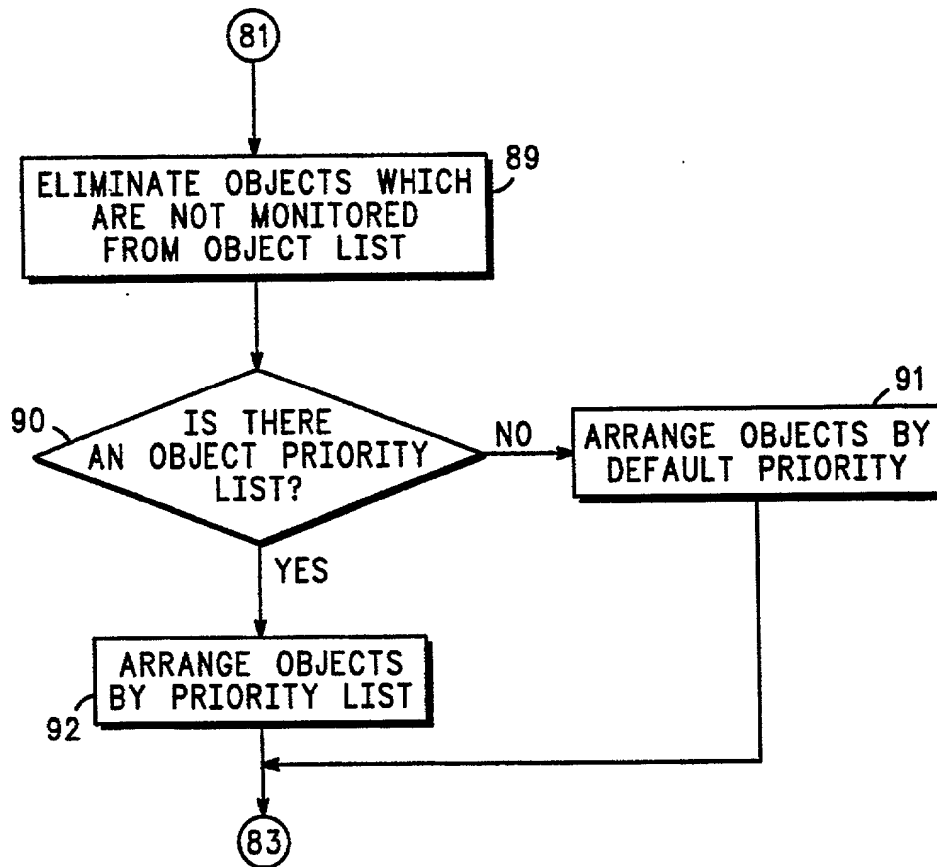 81
ELIMINATE OBJECTS WHICH
ARE NOT MONITORED
FROM OBJECT LIST
89
90
IS THERE
AN OBJECT PRIORITY
LIST?
NO
91
ARRANGE OBJECTS BY
DEFAULT PRIORITY
YES
ARRANGE OBJECTS
BY PRIORITY LIST
92
83